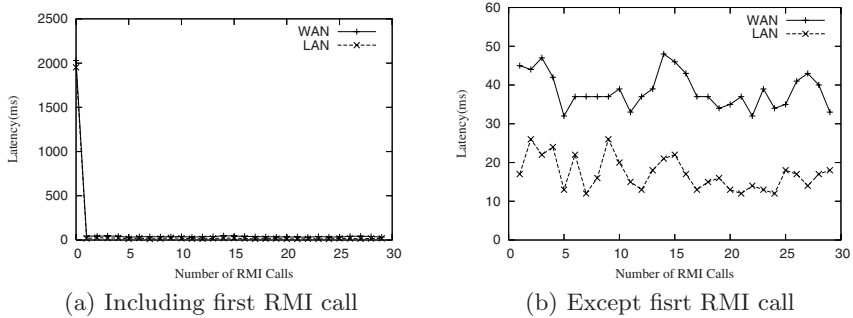 2500
2000
1500
1000
500
0
0 5 10 15 20 25 30
Latency(ms)
Number of RMI Calls
WAN
LAN
(a) Including first RMI call
60
50
40
30
20
10
0
0 5 10 15 20 25 30
Latency(ms)
Number of RMI Calls
WAN
LAN
(b) Except fisrt RMI call